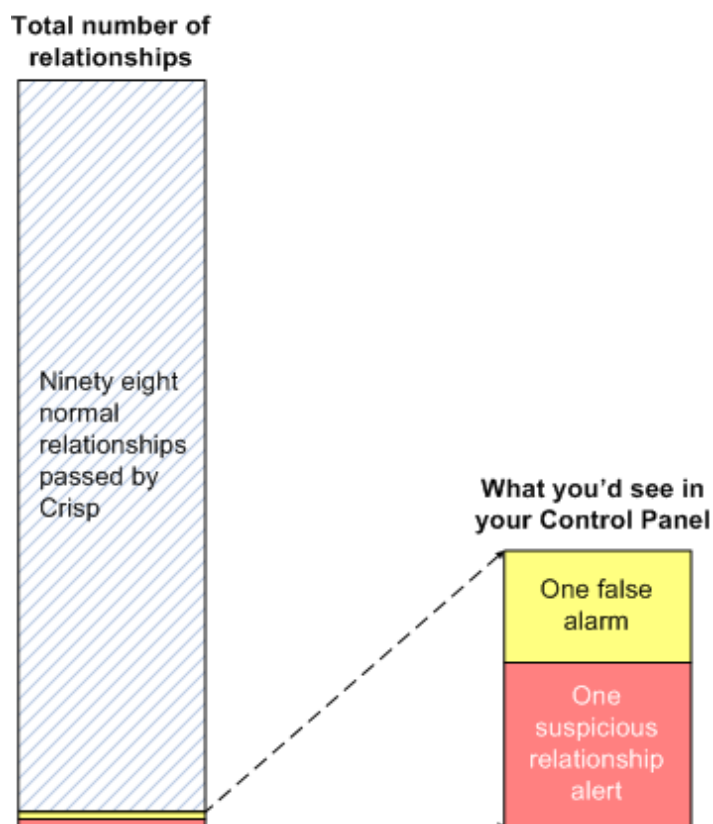 Total number of
relationships
Ninety eight
normal
relationships
passed by
Crisp
What you'd see in
your Control Panel
One false
alarm
One
suspicious
relationship
alert